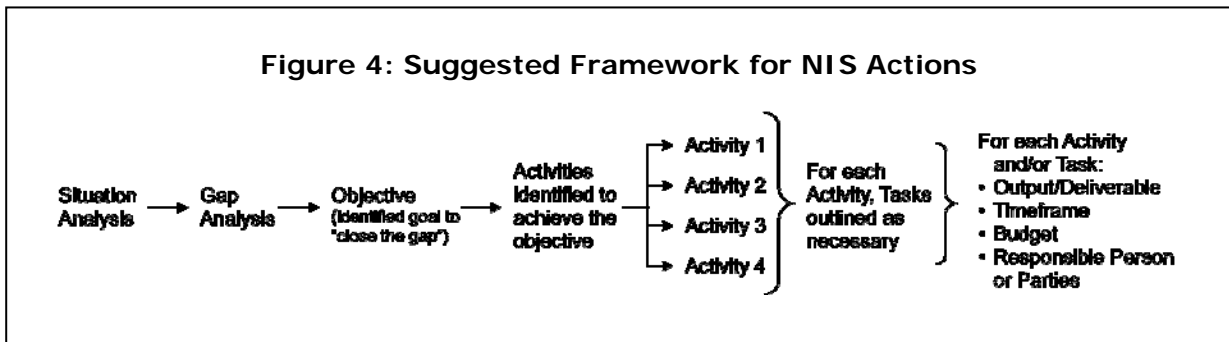 Figure 4: Suggested Framework for NIS Actions
Situation
Analysis
Gap
Analysis
Objective
(Identified goal to
"close the gap")
Activities
Identified to
achieve the
objective
Activity 1
Activity 2
Activity 3
Activity 4
For each
Activity, Tasks
outlined as
necessary
For each Activity
and/or Task:
• Output/Deliverable
• Timeframe
• Budget
• Responsible Person
or Parties